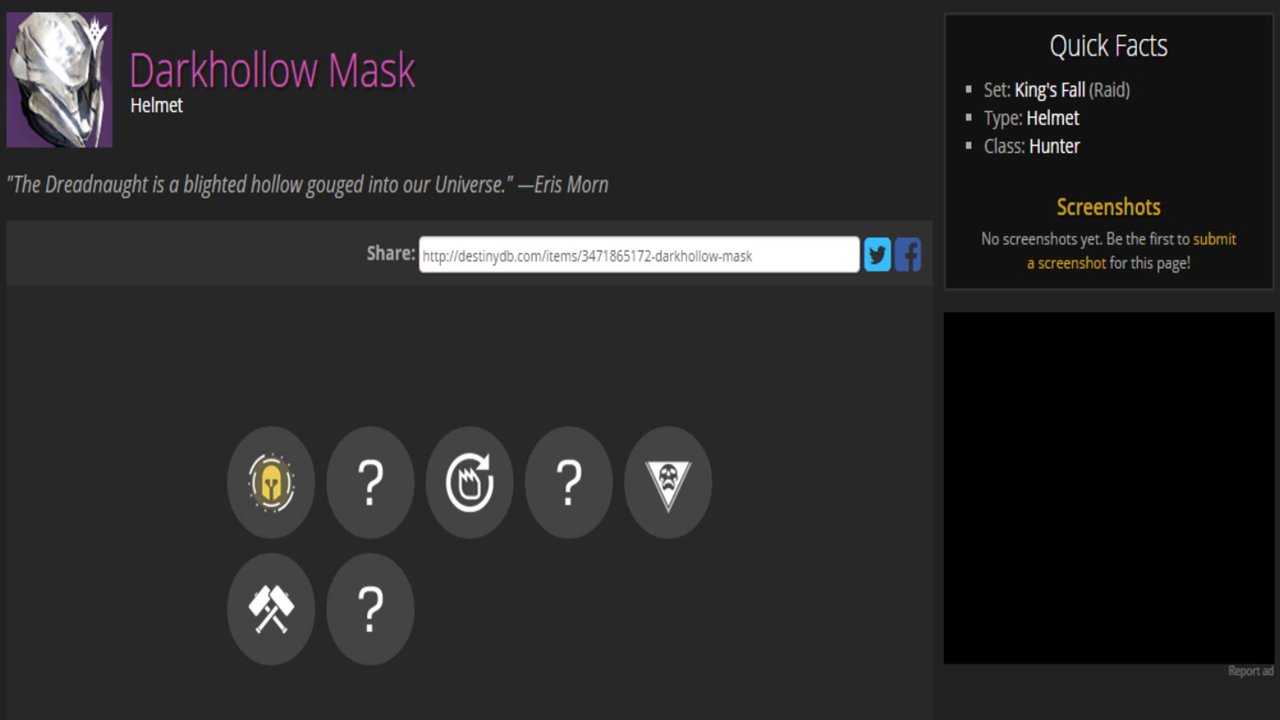 Darkhollow Mask
Helmet
"The Dreadnaught is a blighted hollow gouged into our Universe." —Eris Morn
Share: http://destinydb.com/items/3471865172-darkhollow-mask
? ?
?
Quick Facts
Set: King's Fall (Raid)
Type: Helmet
Class: Hunter
Screenshots
No screenshots yet. Be the first to submit
a screenshot for this page!
Report ad